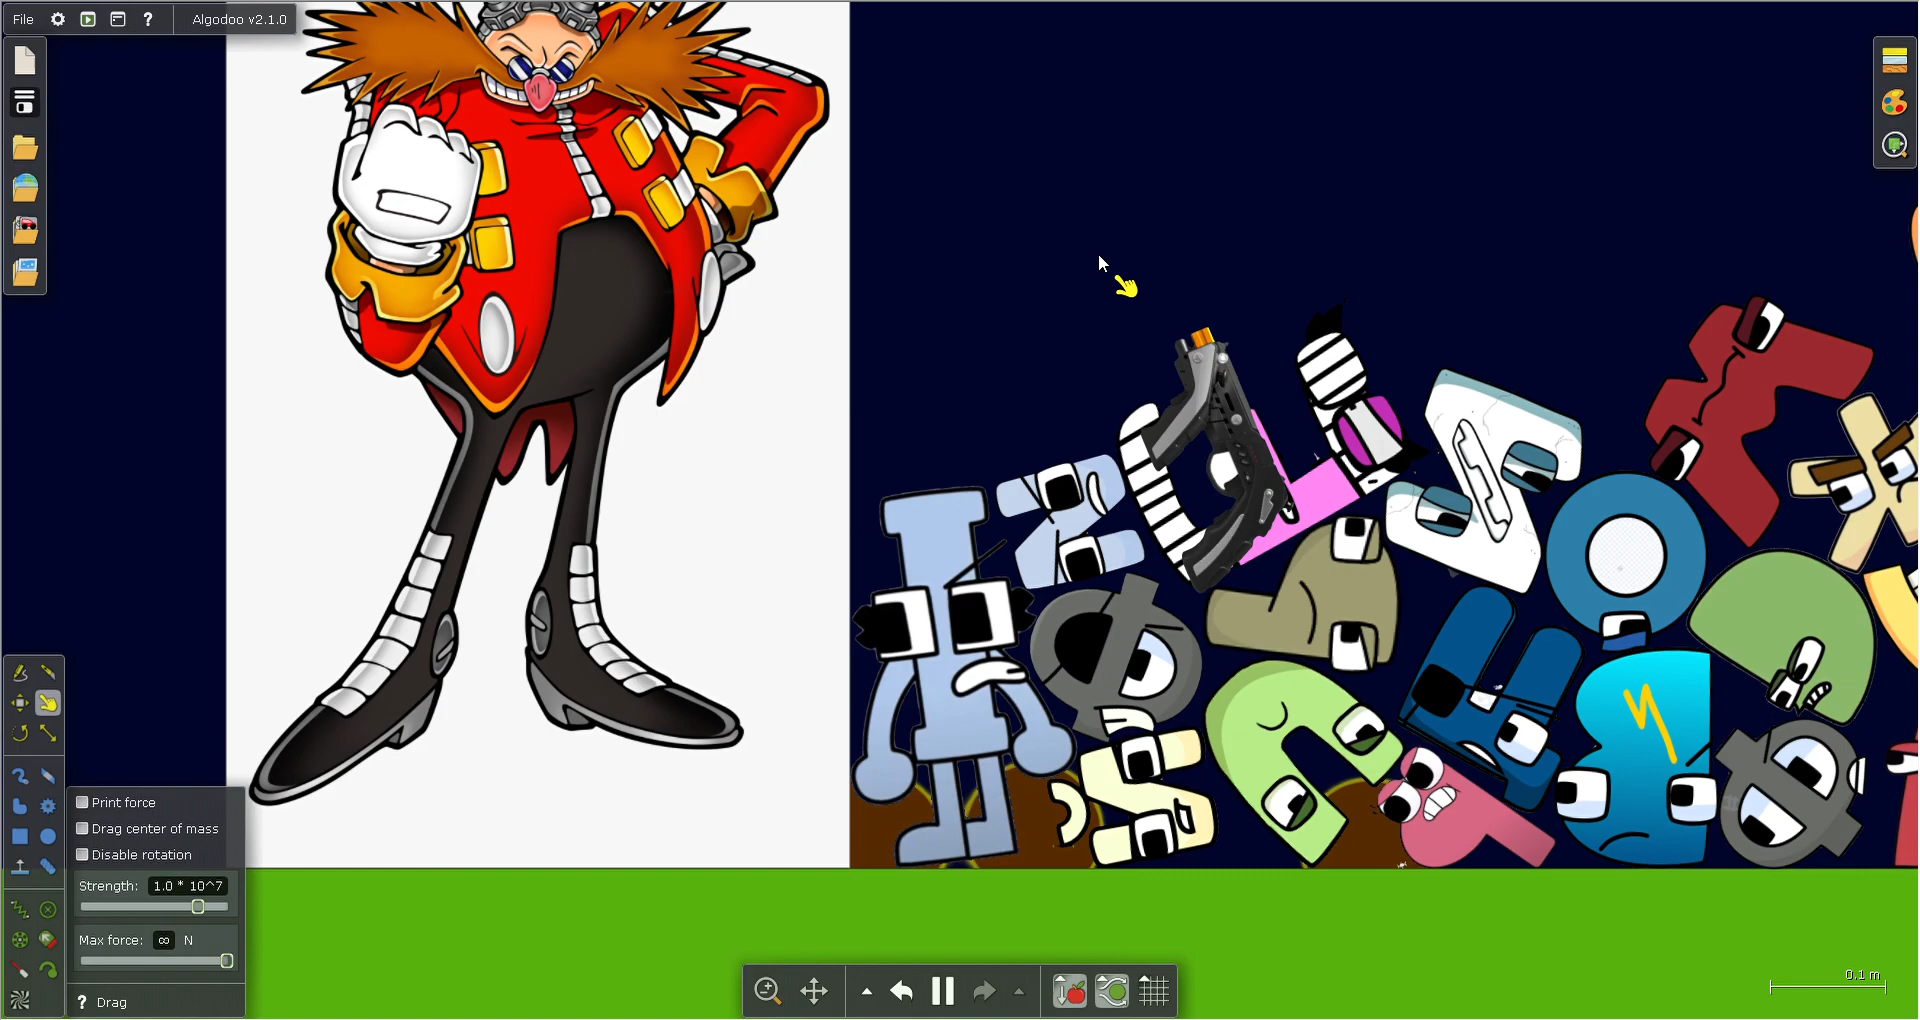 File ? Algodoo v2.1.0
Print force
Drag center of mass
Disable rotation
Strength: 1.0 * 10^7
Max force: ∞ N
? Drag
0.1 m